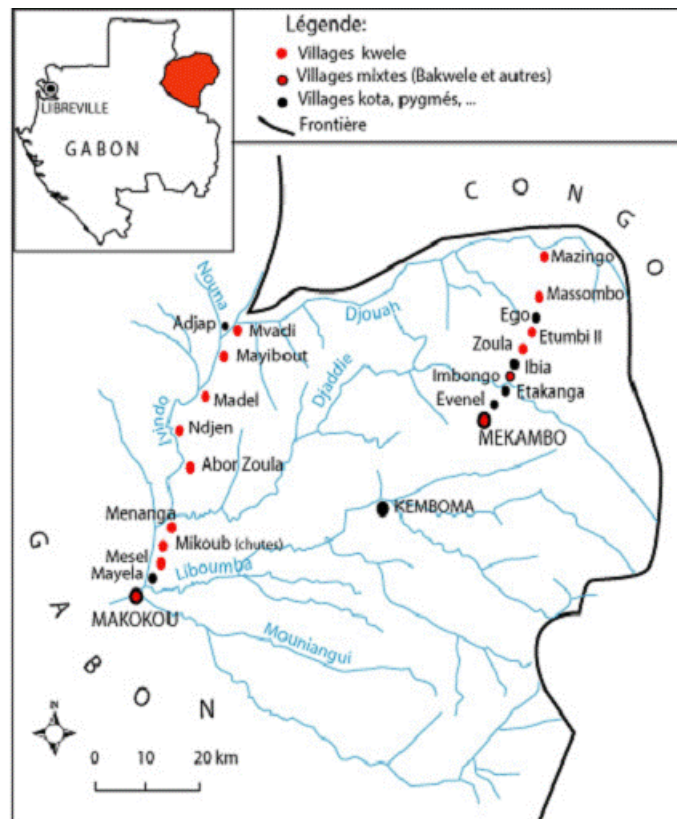 Légende:
Villages kwele
Villages mixtes (Bakwele et autres)
Villages kota, pygmés, ...
Frontière
LIBREVILLE
GABON
CONGO
Nouna
Mazingo
Massombo
Adjap
Mvadi
Djouah
Ego
Etumbi II
Mayibout
Zoula
Ibia
Djaddie
Imbongo
Etakanga
Madel
Evenel
Ivindo
Ndjen
MEKAMBO
Abor Zoula
KEMBOMA
Menanga
Mikoub (chutes)
Mesel
Mayela
Liboumba
MAKOKOU
Mouniangui
GABON
N
0 10 20 km